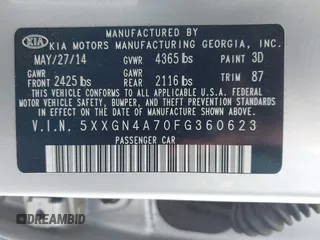 KIA KIA MOTORS MANUFACTURING GEORGIA, INC.
MANUFACTURED BY
MAY/27/14 GVWR 4365 lbs PAINT 3D
GAWR FRONT 2425 lbs GAWR REAR 2116 lbs TRIM 87
THIS VEHICLE CONFORMS TO ALL APPLICABLE FEDERAL MOTOR VEHICLE SAFETY, BUMPER, AND THEFT PREVENTION STANDARDS IN EFFECT ON THE DATE OF MANUFACTURE SHOWN ABOVE.
V.I.N. 5XXGN4A70FG360623
PASSENGER CAR
DREAMBID